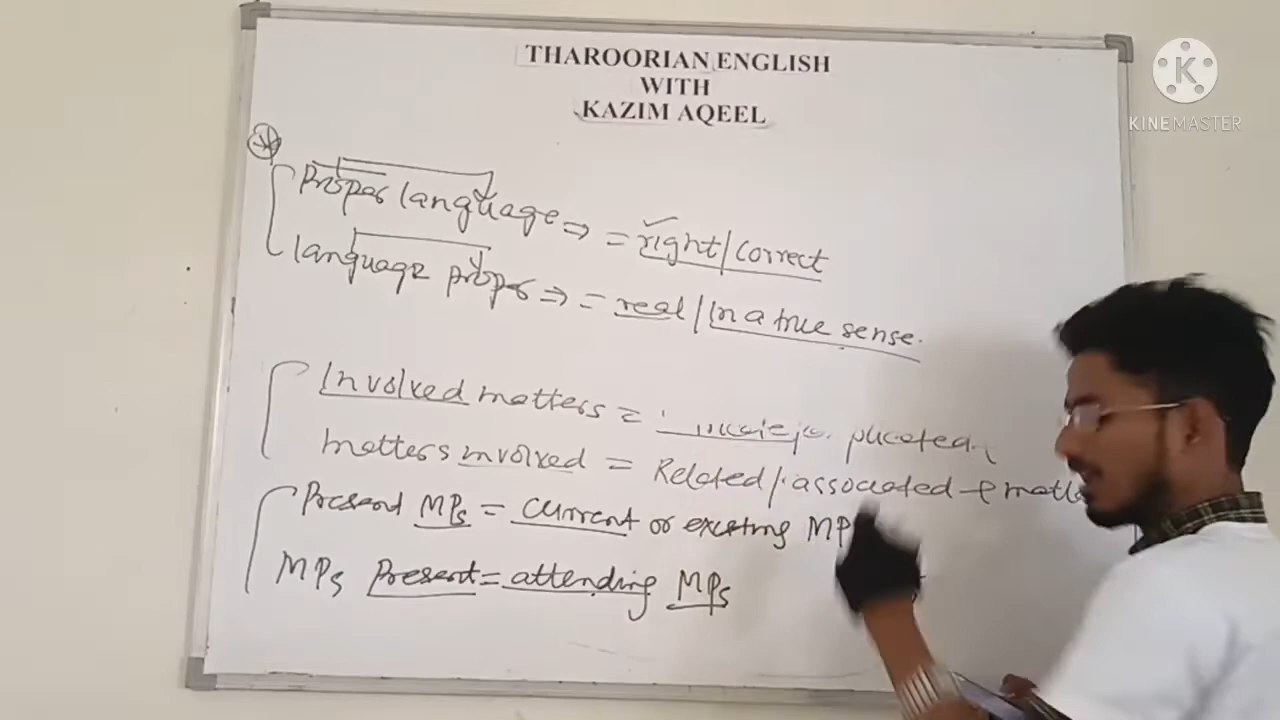 THAROORIAN ENGLISH
WITH
KAZIM AQEEL
KINEMASTER
Proper language ⇒ = right/correct
language proper ⇒ = real/In a true sense.
Involved matters =
matters involved = Related/associated
Present MPs = current or existing MP
MPs Present = attending MPs